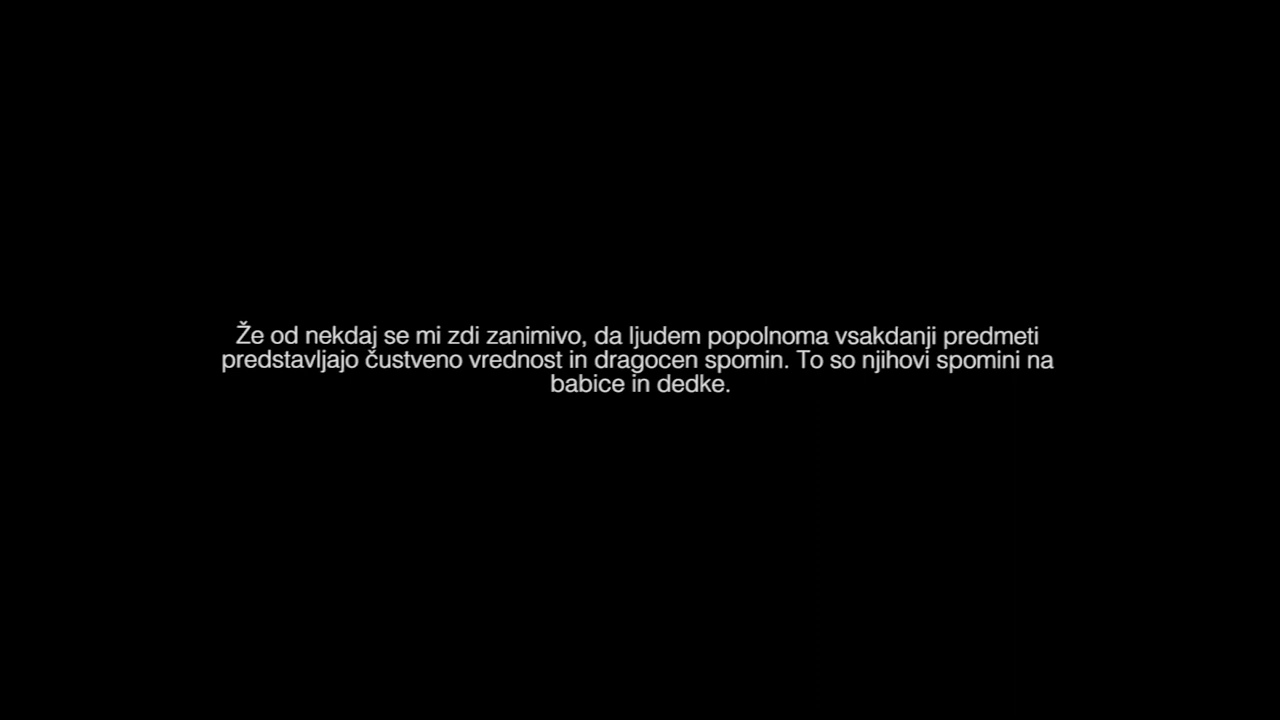 Že od nekdaj se mi zdi zanimivo, da ljudem popolnoma vsakdanji predmeti
predstavljajo čustveno vrednost in dragocen spomin. To so njihovi spomini na
babice in dedke.